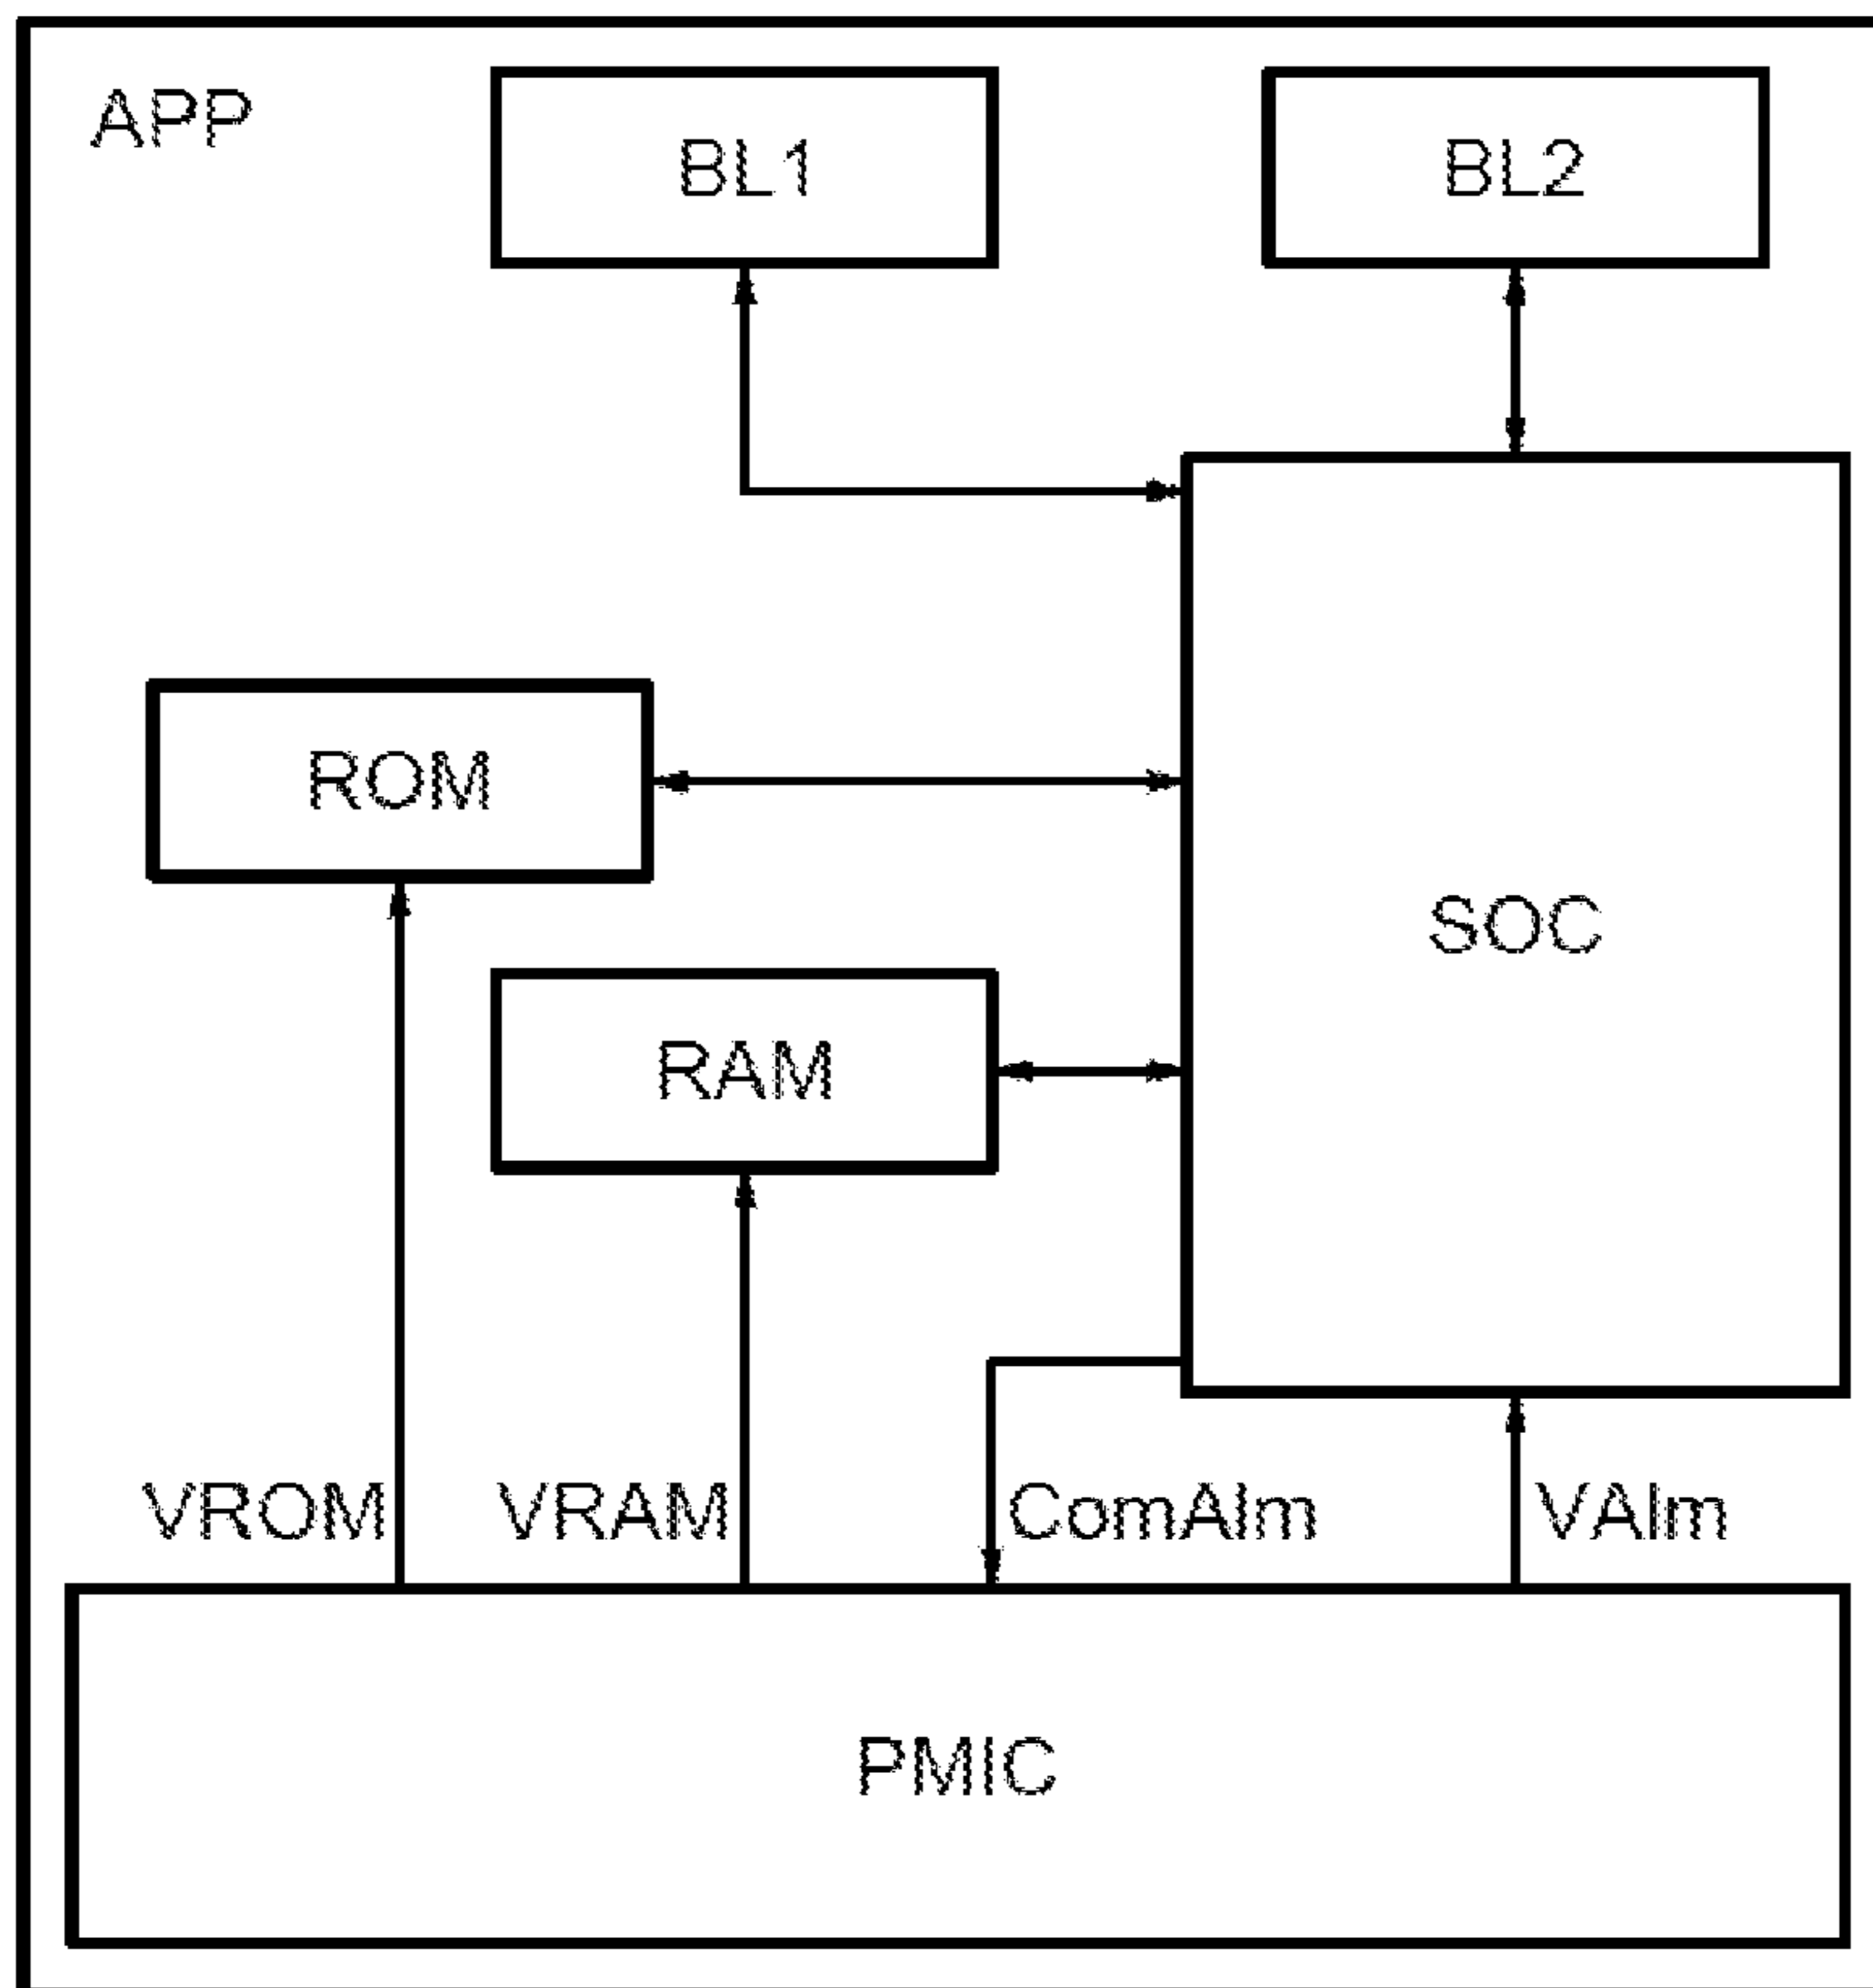 APP
BL1
BL2
ROM
SOC
RAM
VROM
VRAM
ComAlm
VAlm
PMIC